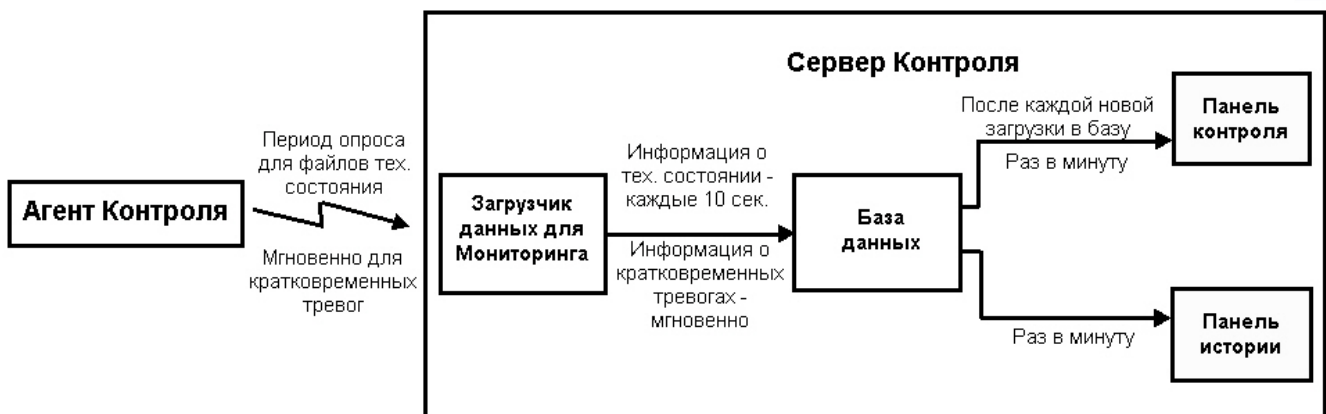 Сервер Контроля
Агент Контроля
Период опроса
для файлов тех.
состояния
Мгновенно для
кратковременных
тревог
Загрузчик
данных для
Мониторинга
Информация о
тех. состоянии -
каждые 10 сек.
Информация о
кратковременных
тревогах -
мгновенно
База
данных
После каждой новой
загрузки в базу
Раз в минуту
Панель
контроля
Раз в минуту
Панель
истории